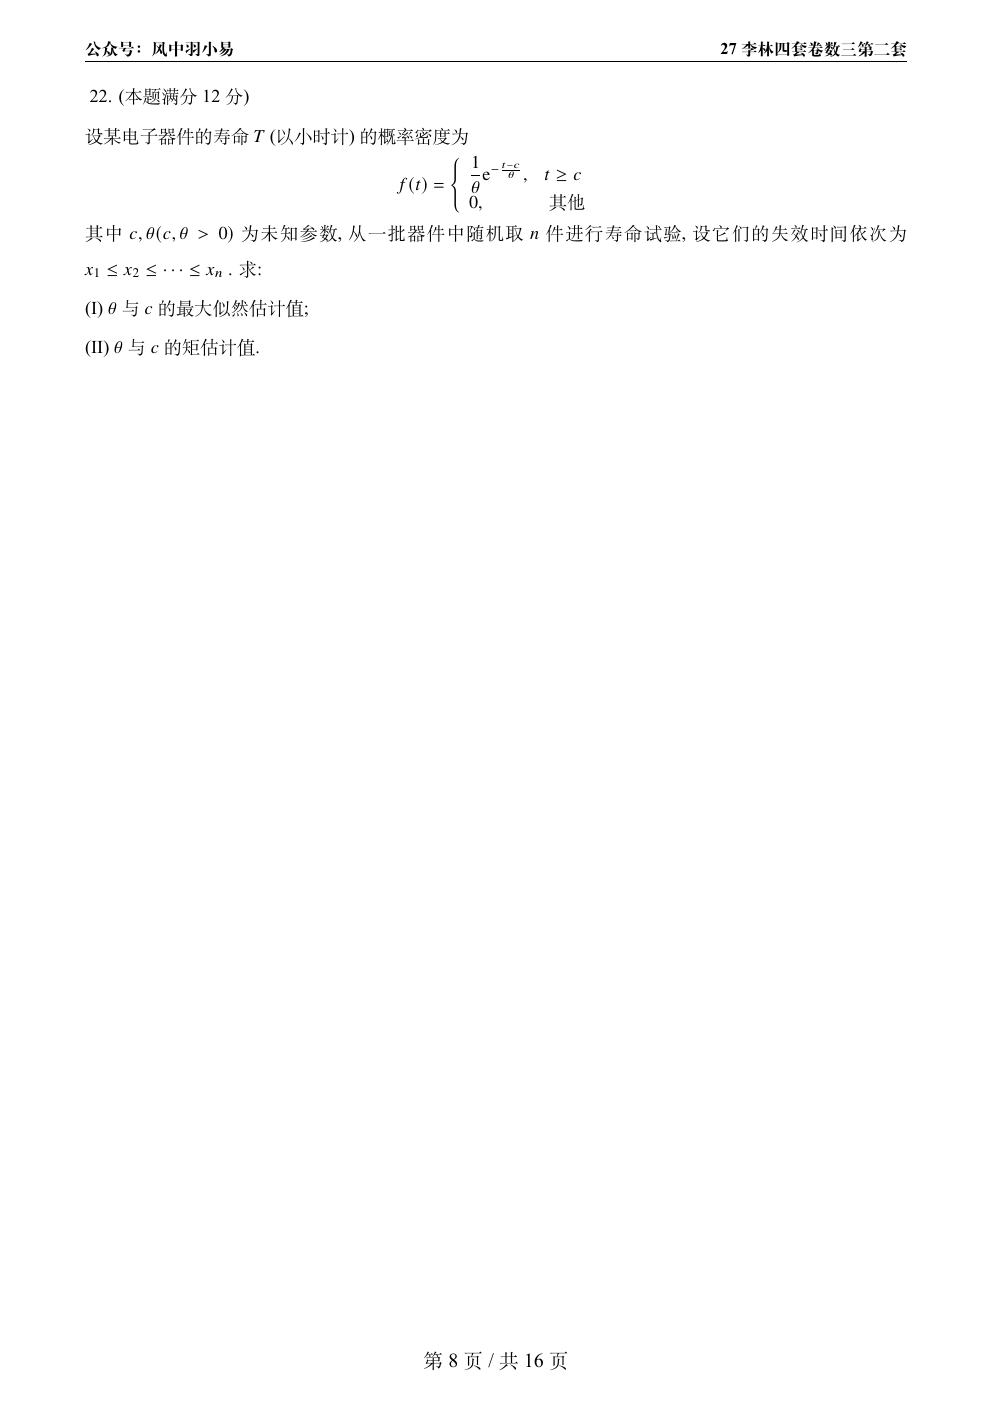 公众号：风中羽小易
27 李林四套卷数三第二套
22. (本题满分 12 分)
设某电子器件的寿命 T (以小时计) 的概率密度为
f(t) = { 1/θ e^{-(t-c)/θ}, t ≥ c
0, 其他
其中 c, θ(c, θ > 0) 为未知参数, 从一批器件中随机取 n 件进行寿命试验, 设它们的失效时间依次为
x₁ ≤ x₂ ≤ ⋯ ≤ xₙ . 求:
(I) θ 与 c 的最大似然估计值;
(II) θ 与 c 的矩估计值.
第 8 页 / 共 16 页